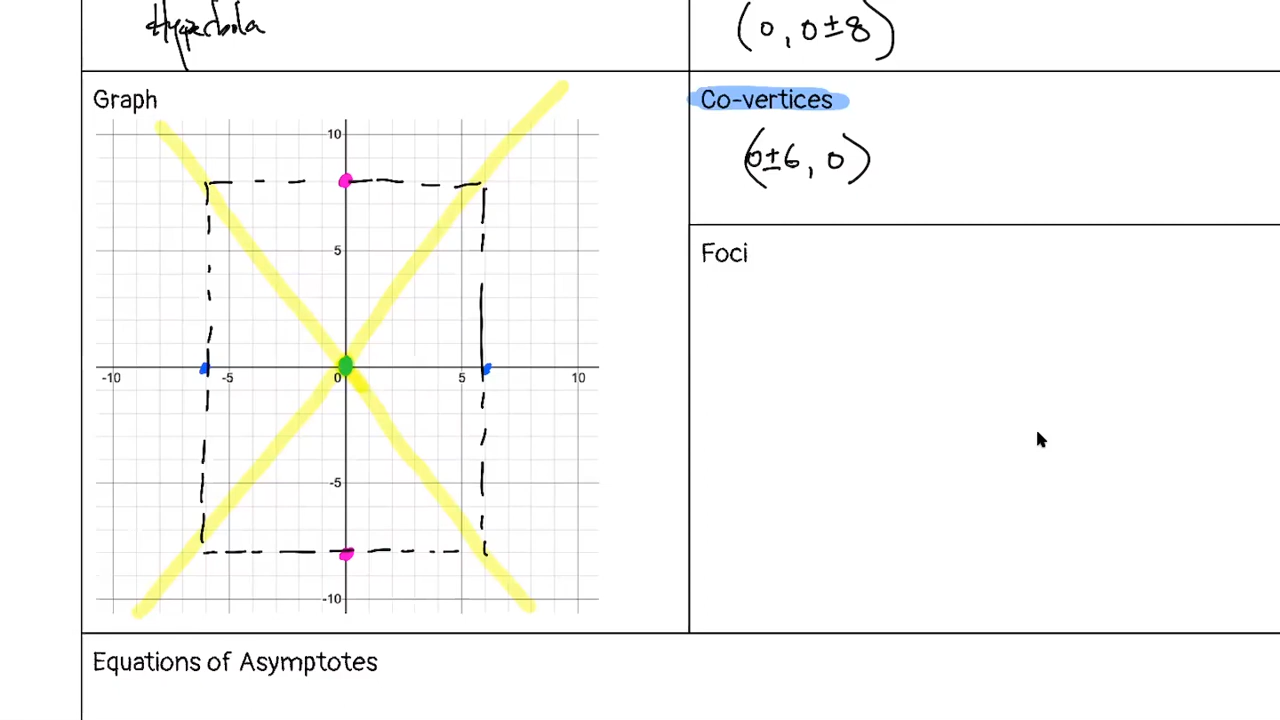 Hyperbola
(0, 0±8)
Graph
Co-vertices
(0±6, 0)
Foci
10
5
-10
-5
0
5
10
-5
-10
Equations of Asymptotes